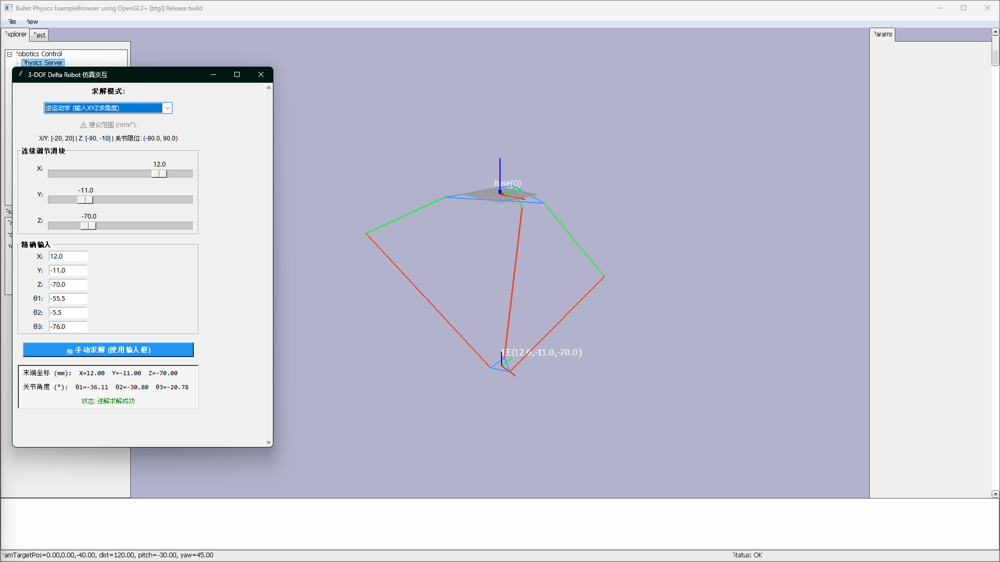 Bullet Physics ExampleBrowser using OpenGL3+ [btgl] Release build
File View
Explorer Test
Params
Robotics Control
Physics Server
3-DOF Delta Robot 仿真交互
求解模式:
逆运动学 (输入XYZ求角度)
⚠ 建议范围 (mm/°):
X/Y: [-20, 20] | Z: [-90, -10] | 关节限位: (-90.0, 90.0)
连续调节滑块
12.0
X:
-11.0
Y:
-70.0
Z:
精确输入
X: 12.0
Y: -11.0
Z: -70.0
θ1: -55.5
θ2: -5.5
θ3: -76.0
手动求解 (使用输入框)
末端坐标 (mm): X=12.00 Y=-11.00 Z=-70.00
关节角度 (°): θ1=-36.11 θ2=-30.80 θ3=-20.78
状态: 逆解求解成功
Base(O)
EE(12.0,-11.0,-70.0)
camTargetPos=0.00,0.00,-40.00, dist=120.00, pitch=-30.00, yaw=45.00
Status: OK